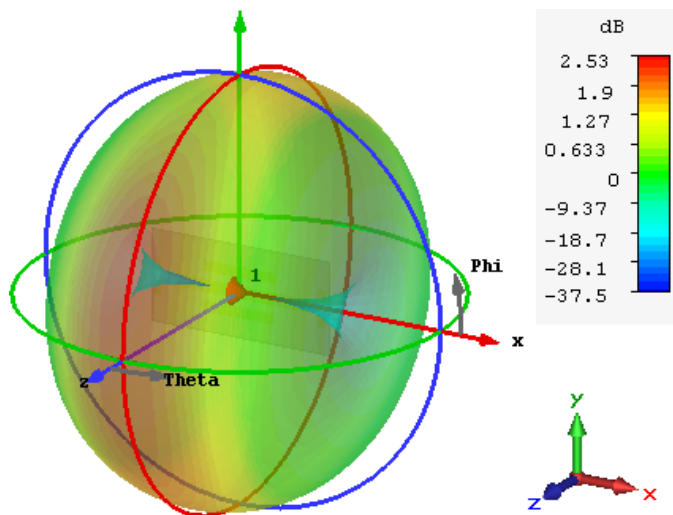 dB
2.53
1.9
1.27
0.633
0
-9.37
-18.7
-28.1
-37.5
1
Phi
x
z
Theta
Y
Z
X